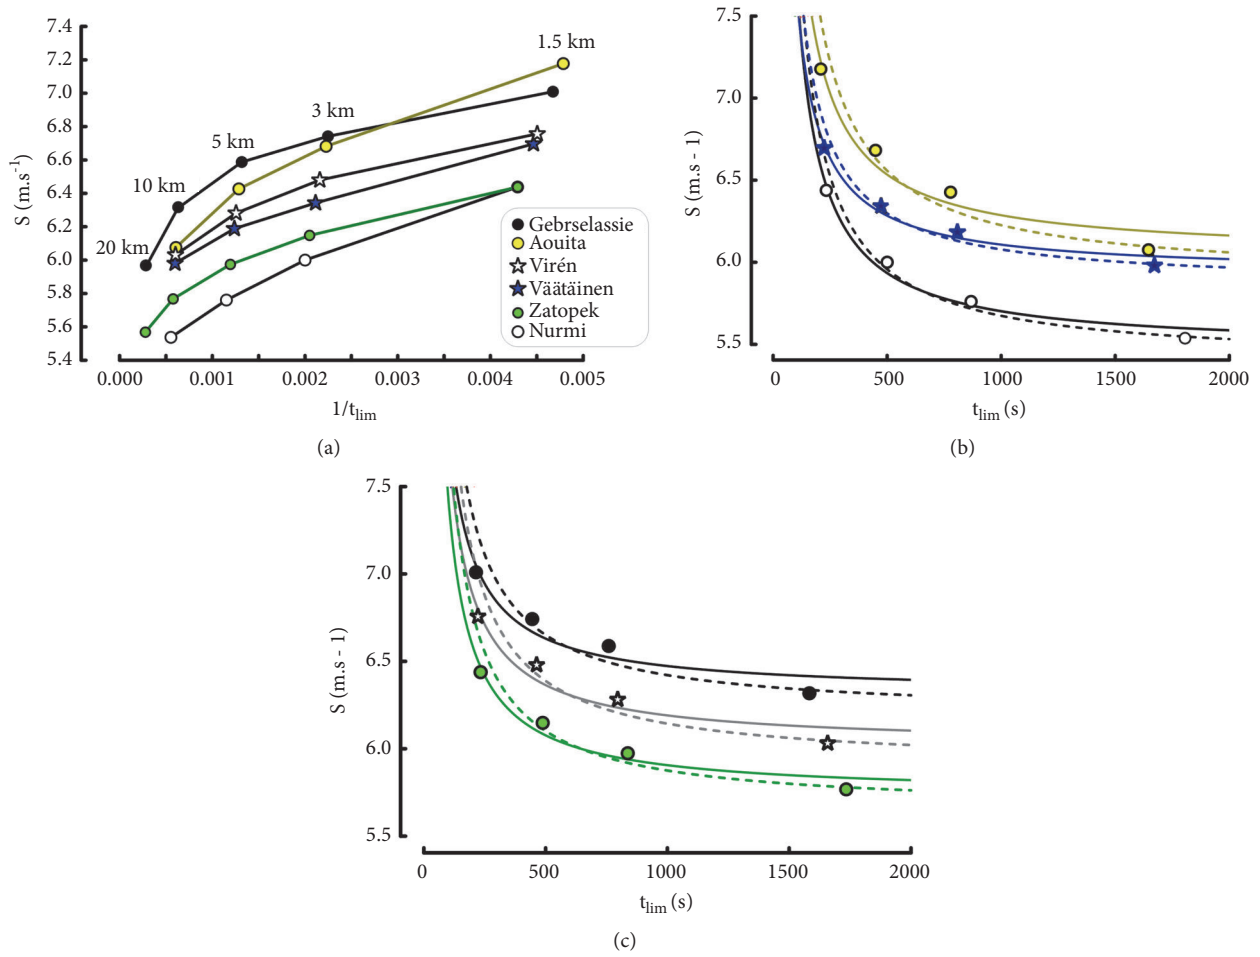 7.4
7.2
7.0
6.8
6.6
6.4
6.2
6.0
5.8
5.6
5.4
S (m.s⁻¹)
1.5 km
3 km
5 km
10 km
20 km
Gebrselassie
Aouita
Virén
Väätäinen
Zatopek
Nurmi
0.000 0.001 0.002 0.003 0.004 0.005
1/t_lim
(a)
7.5
7.0
6.5
6.0
5.5
S (m.s - 1)
0 500 1000 1500 2000
t_lim (s)
(b)
7.5
7.0
6.5
6.0
5.5
S (m.s - 1)
0 500 1000 1500 2000
t_lim (s)
(c)